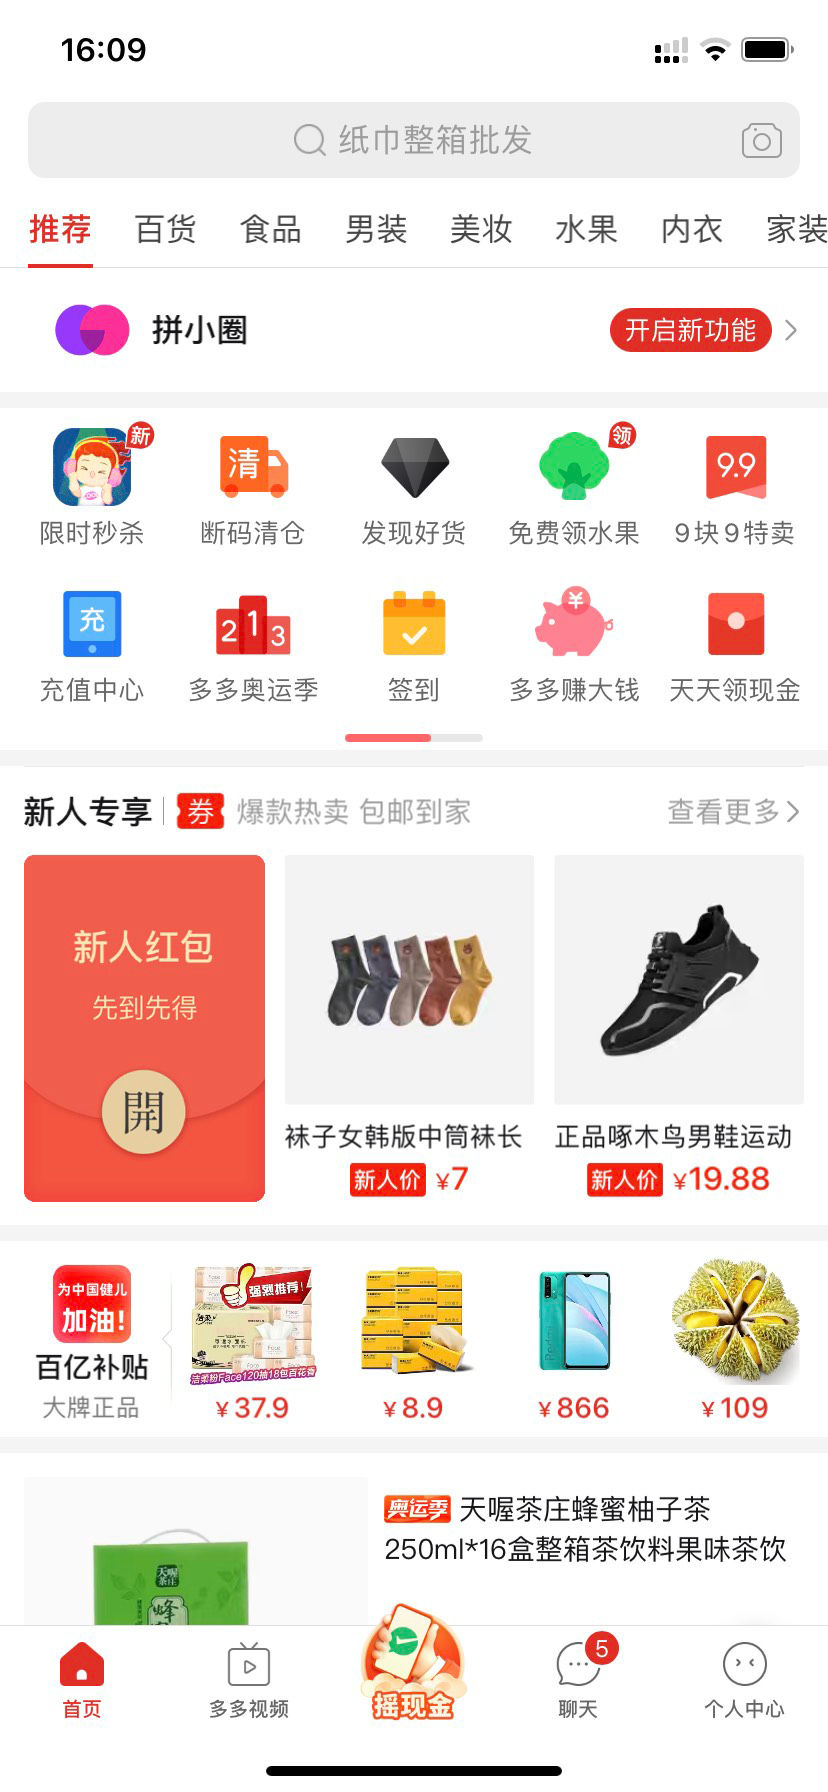 16:09
纸巾整箱批发
推荐 百货 食品 男装 美妆 水果 内衣 家装
拼小圈 开启新功能
新 清 领 9.9
限时秒杀 断码清仓 发现好货 免费领水果 9块9特卖
充 2 1 3 ¥
充值中心 多多奥运季 签到 多多赚大钱 天天领现金
新人专享 券 爆款热卖 包邮到家 查看更多
新人红包
先到先得
開
袜子女韩版中筒袜长 正品啄木鸟男鞋运动
新人价 ¥7 新人价 ¥19.88
为中国健儿
加油!
强烈推荐!
洁柔
Face
Redmi
洁柔粉Face120抽18包百花香
百亿补贴
大牌正品 ¥37.9 ¥8.9 ¥866 ¥109
奥运季 天喔茶庄蜂蜜柚子茶
250ml*16盒整箱茶饮料果味茶饮
天喔
茶庄
蜂
摇现金
5
首页 多多视频 聊天 个人中心